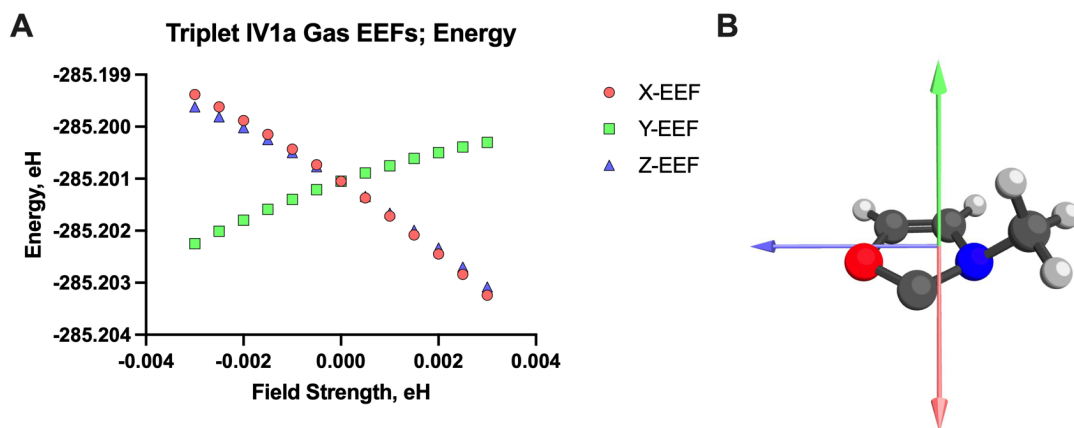 A
Triplet IV1a Gas EEFs; Energy
B
Energy, eH
-285.199
-285.200
-285.201
-285.202
-285.203
-285.204
-0.004
-0.002
0.000
0.002
0.004
Field Strength, eH
X-EEF
Y-EEF
Z-EEF